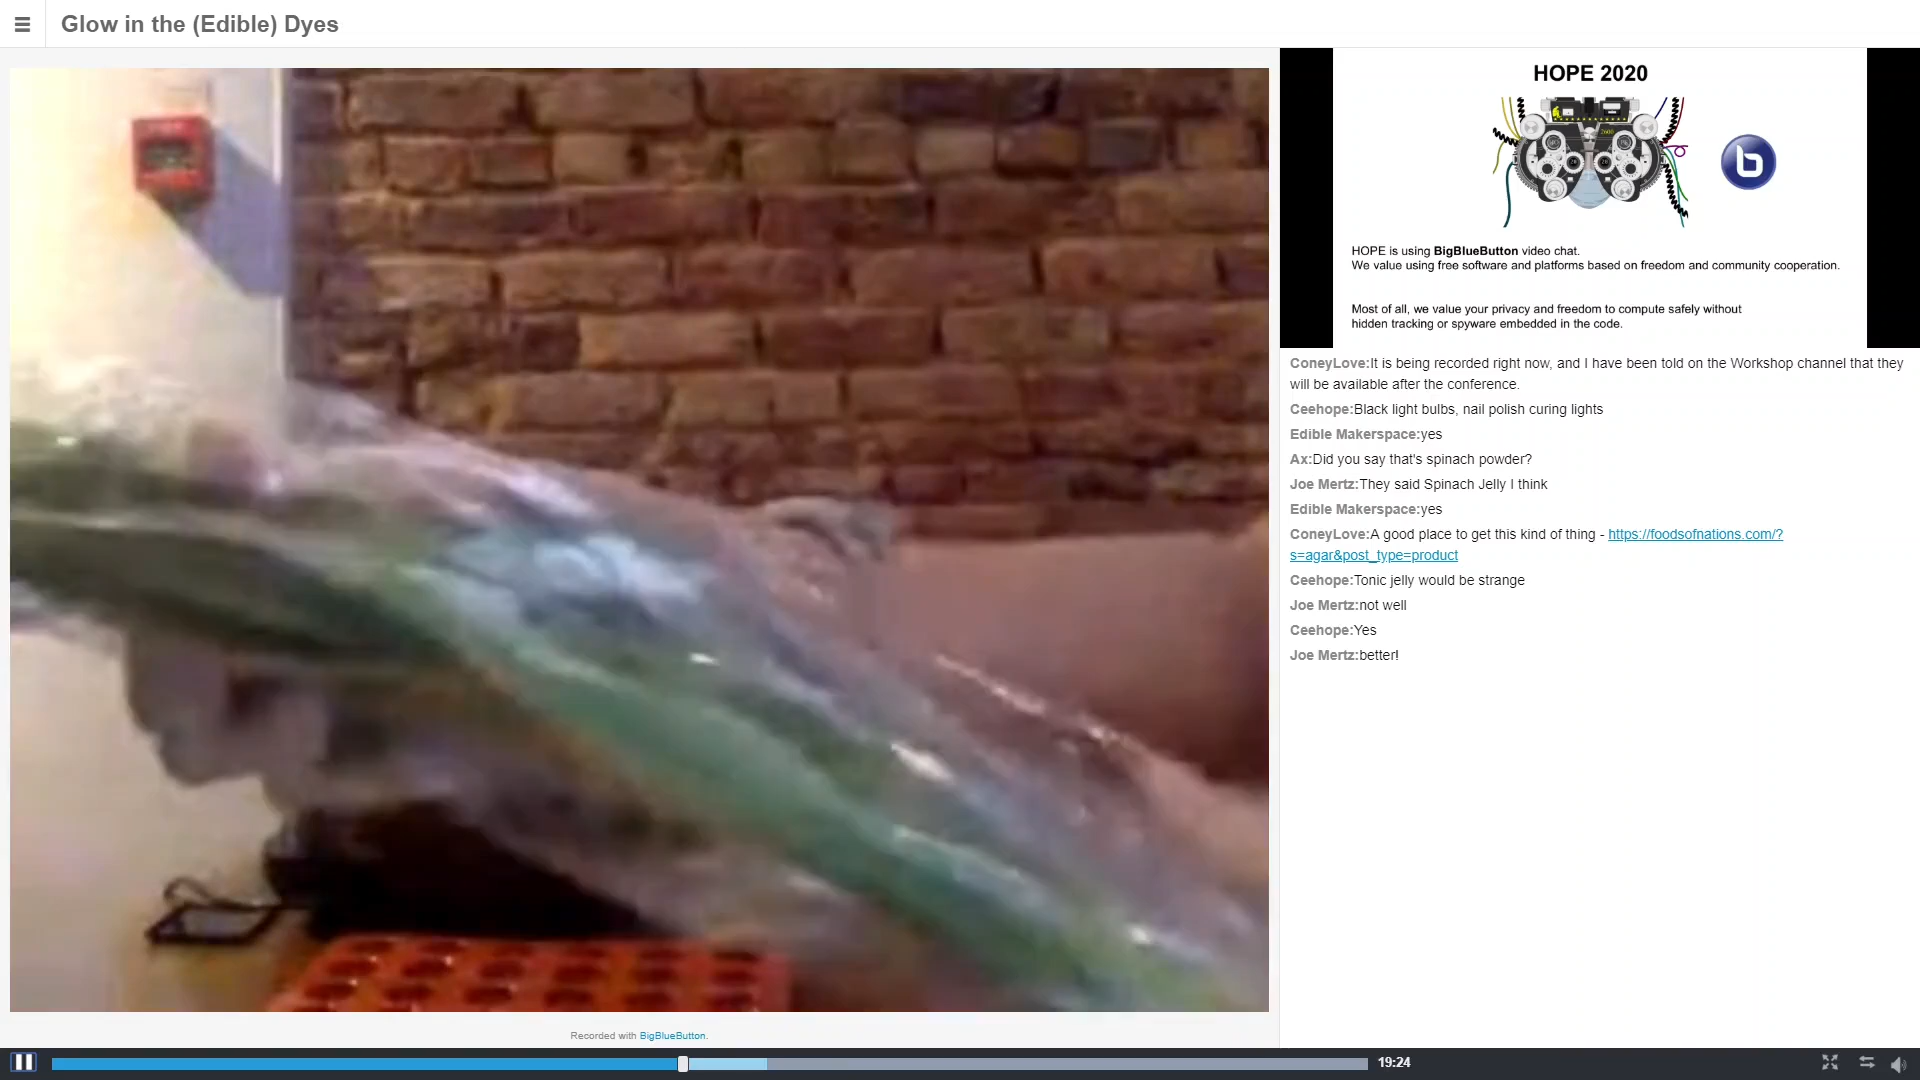 Glow in the (Edible) Dyes
HOPE 2020
2600
HOPE is using BigBlueButton video chat.
We value using free software and platforms based on freedom and community cooperation.
Most of all, we value your privacy and freedom to compute safely without
hidden tracking or spyware embedded in the code.
ConeyLove:It is being recorded right now, and I have been told on the Workshop channel that they
will be available after the conference.
Ceehope:Black light bulbs, nail polish curing lights
Edible Makerspace:yes
Ax:Did you say that's spinach powder?
Joe Mertz:They said Spinach Jelly I think
Edible Makerspace:yes
ConeyLove:A good place to get this kind of thing - https://foodsofnations.com/?
s=agar&post_type=product
Ceehope:Tonic jelly would be strange
Joe Mertz:not well
Ceehope:Yes
Joe Mertz:better!
Recorded with BigBlueButton.
19:24